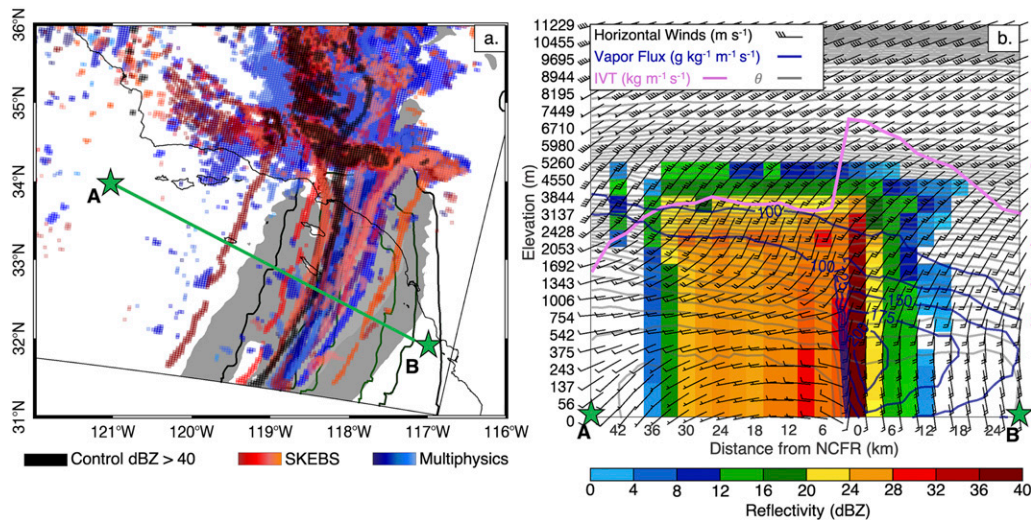 a.
36°N
35°N
34°N
33°N
32°N
31°N
A
B
121°W 120°W 119°W 118°W 117°W 116°W
Control dBZ > 40 SKEBS Multiphysics
b.
Horizontal Winds (m s⁻¹)
Vapor Flux (g kg⁻¹ m s⁻¹)
IVT (kg m⁻¹ s⁻¹) θ
Elevation (m)
11229
10455
9695
8944
8195
7449
6710
5980
5260
4550
3844
3137
2428
2053
1692
1343
1006
754
542
375
243
137
56
0
100
100
150
175
A
B
42 36 30 24 18 12 6 0 6 12 18 24
Distance from NCFR (km)
0 4 8 12 16 20 24 28 32 36 40
Reflectivity (dBZ)